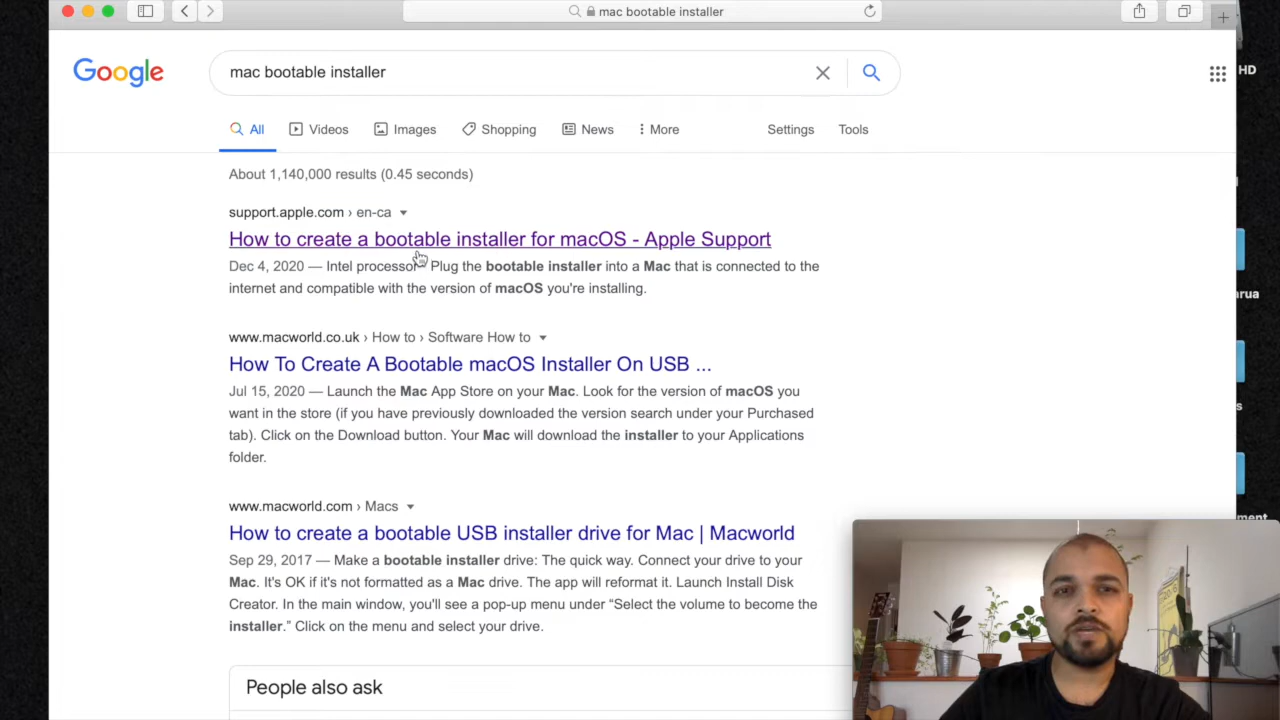 mac bootable installer
HD
Google
mac bootable installer
All
Videos
Images
Shopping
News
More
Settings
Tools
About 1,140,000 results (0.45 seconds)
support.apple.com › en-ca
How to create a bootable installer for macOS - Apple Support
Dec 4, 2020 — Intel processor. Plug the bootable installer into a Mac that is connected to the
internet and compatible with the version of macOS you're installing.
arua
www.macworld.co.uk › How to › Software How to
How To Create A Bootable macOS Installer On USB ...
Jul 15, 2020 — Launch the Mac App Store on your Mac. Look for the version of macOS you
want in the store (if you have previously downloaded the version search under your Purchased
tab). Click on the Download button. Your Mac will download the installer to your Applications
folder.
s
www.macworld.com › Macs
How to create a bootable USB installer drive for Mac | Macworld
Sep 29, 2017 — Make a bootable installer drive: The quick way. Connect your drive to your
Mac. It's OK if it's not formatted as a Mac drive. The app will reformat it. Launch Install Disk
Creator. In the main window, you'll see a pop-up menu under “Select the volume to become the
installer.” Click on the menu and select your drive.
People also ask